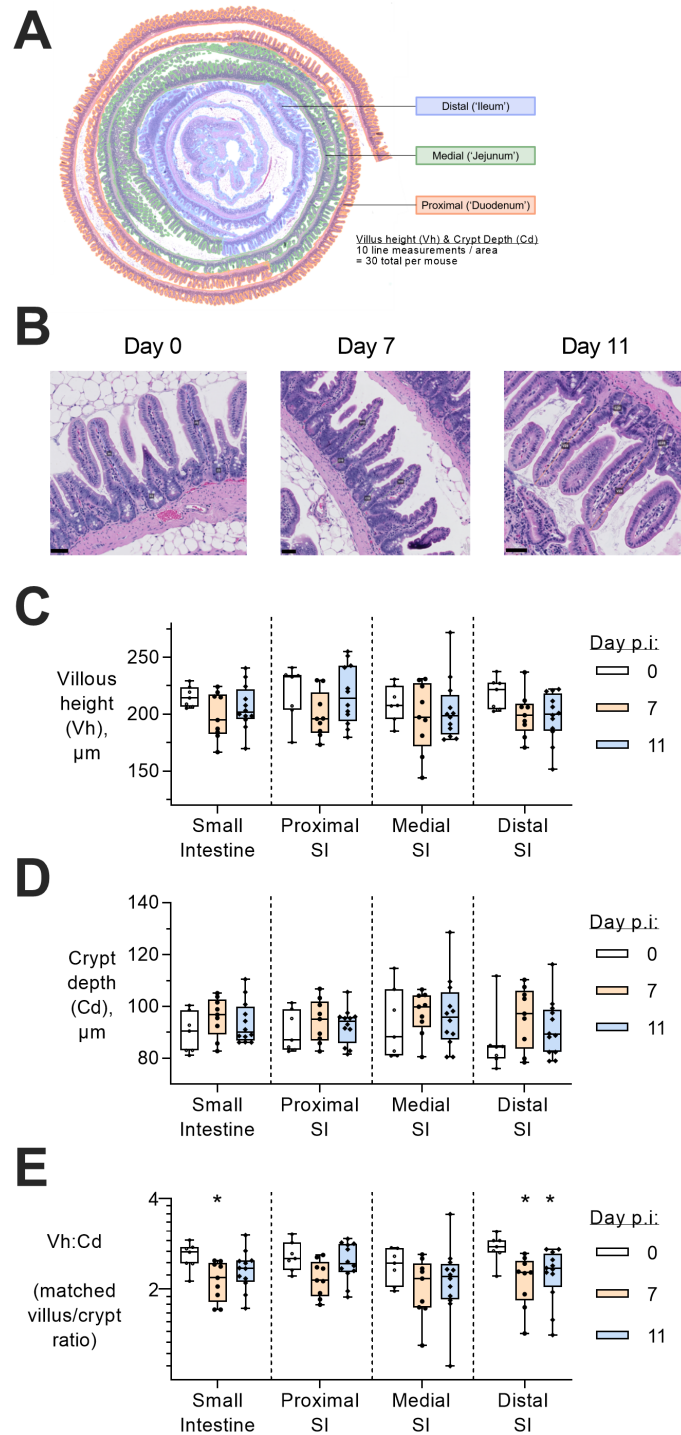 A
Distal ('Ileum')
Medial ('Jejunum')
Proximal ('Duodenum')
Villus height (Vh) & Crypt Depth (Cd)
10 line measurements / area
= 30 total per mouse
B
Day 0
Day 7
Day 11
C
Villous
height
(Vh),
µm
250
200
150
Small
Intestine
Proximal
SI
Medial
SI
Distal
SI
Day p.i:
0
7
11
D
Crypt
depth
(Cd),
µm
140
120
100
80
Small
Intestine
Proximal
SI
Medial
SI
Distal
SI
Day p.i:
0
7
11
E
Vh:Cd
(matched
villus/crypt
ratio)
4
2
*
*
*
Small
Intestine
Proximal
SI
Medial
SI
Distal
SI
Day p.i:
0
7
11